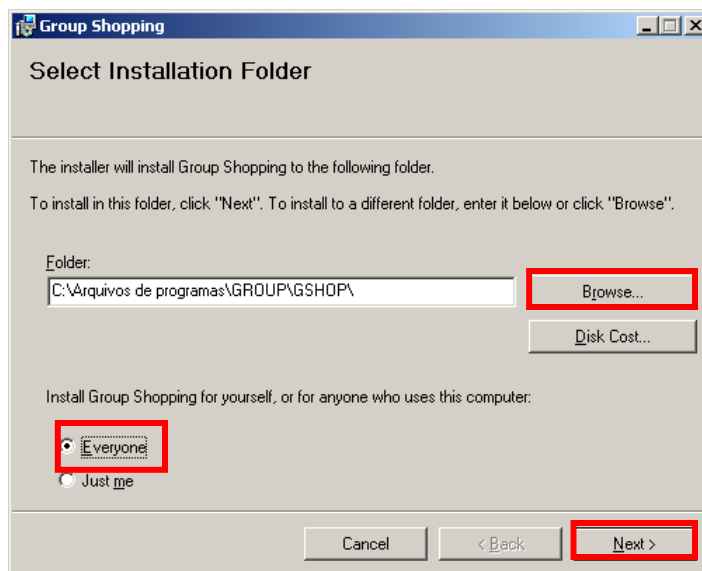 Group Shopping
Select Installation Folder
The installer will install Group Shopping to the following folder.
To install in this folder, click "Next". To install to a different folder, enter it below or click "Browse".
Folder:
C:\Arquivos de programas\GROUP\GSHOP\
Browse...
Disk Cost...
Install Group Shopping for yourself, or for anyone who uses this computer:
Everyone
Just me
Cancel < Back Next >